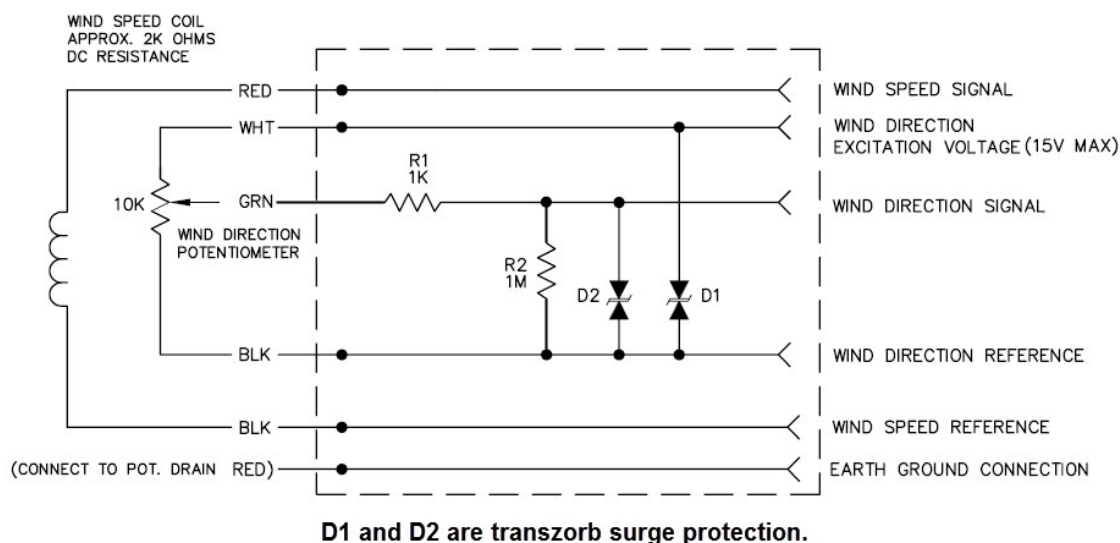 WIND SPEED COIL
APPROX. 2K OHMS
DC RESISTANCE
RED
WIND SPEED SIGNAL
WHT
WIND DIRECTION
EXCITATION VOLTAGE (15V MAX)
R1
1K
10K
GRN
WIND DIRECTION SIGNAL
WIND DIRECTION
POTENTIOMETER
R2
1M
D2
D1
BLK
WIND DIRECTION REFERENCE
BLK
WIND SPEED REFERENCE
(CONNECT TO POT. DRAIN RED)
EARTH GROUND CONNECTION
D1 and D2 are transzorb surge protection.